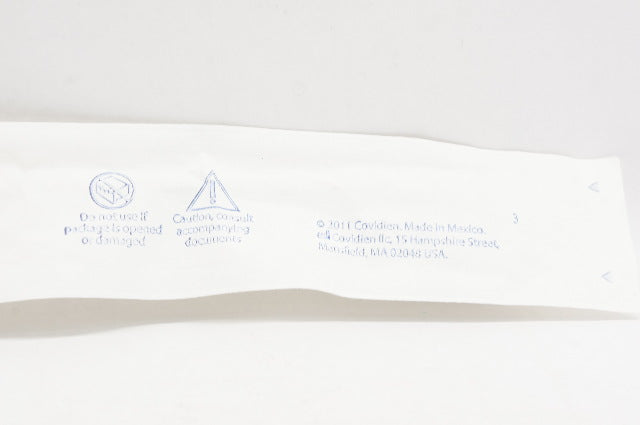 Do not use if
package is opened
or damaged
Caution, consult
accompanying
documents
© 2011 Covidien. Made in Mexico.
Covidien llc, 15 Hampshire Street,
Mansfield, MA 02048 USA.
3